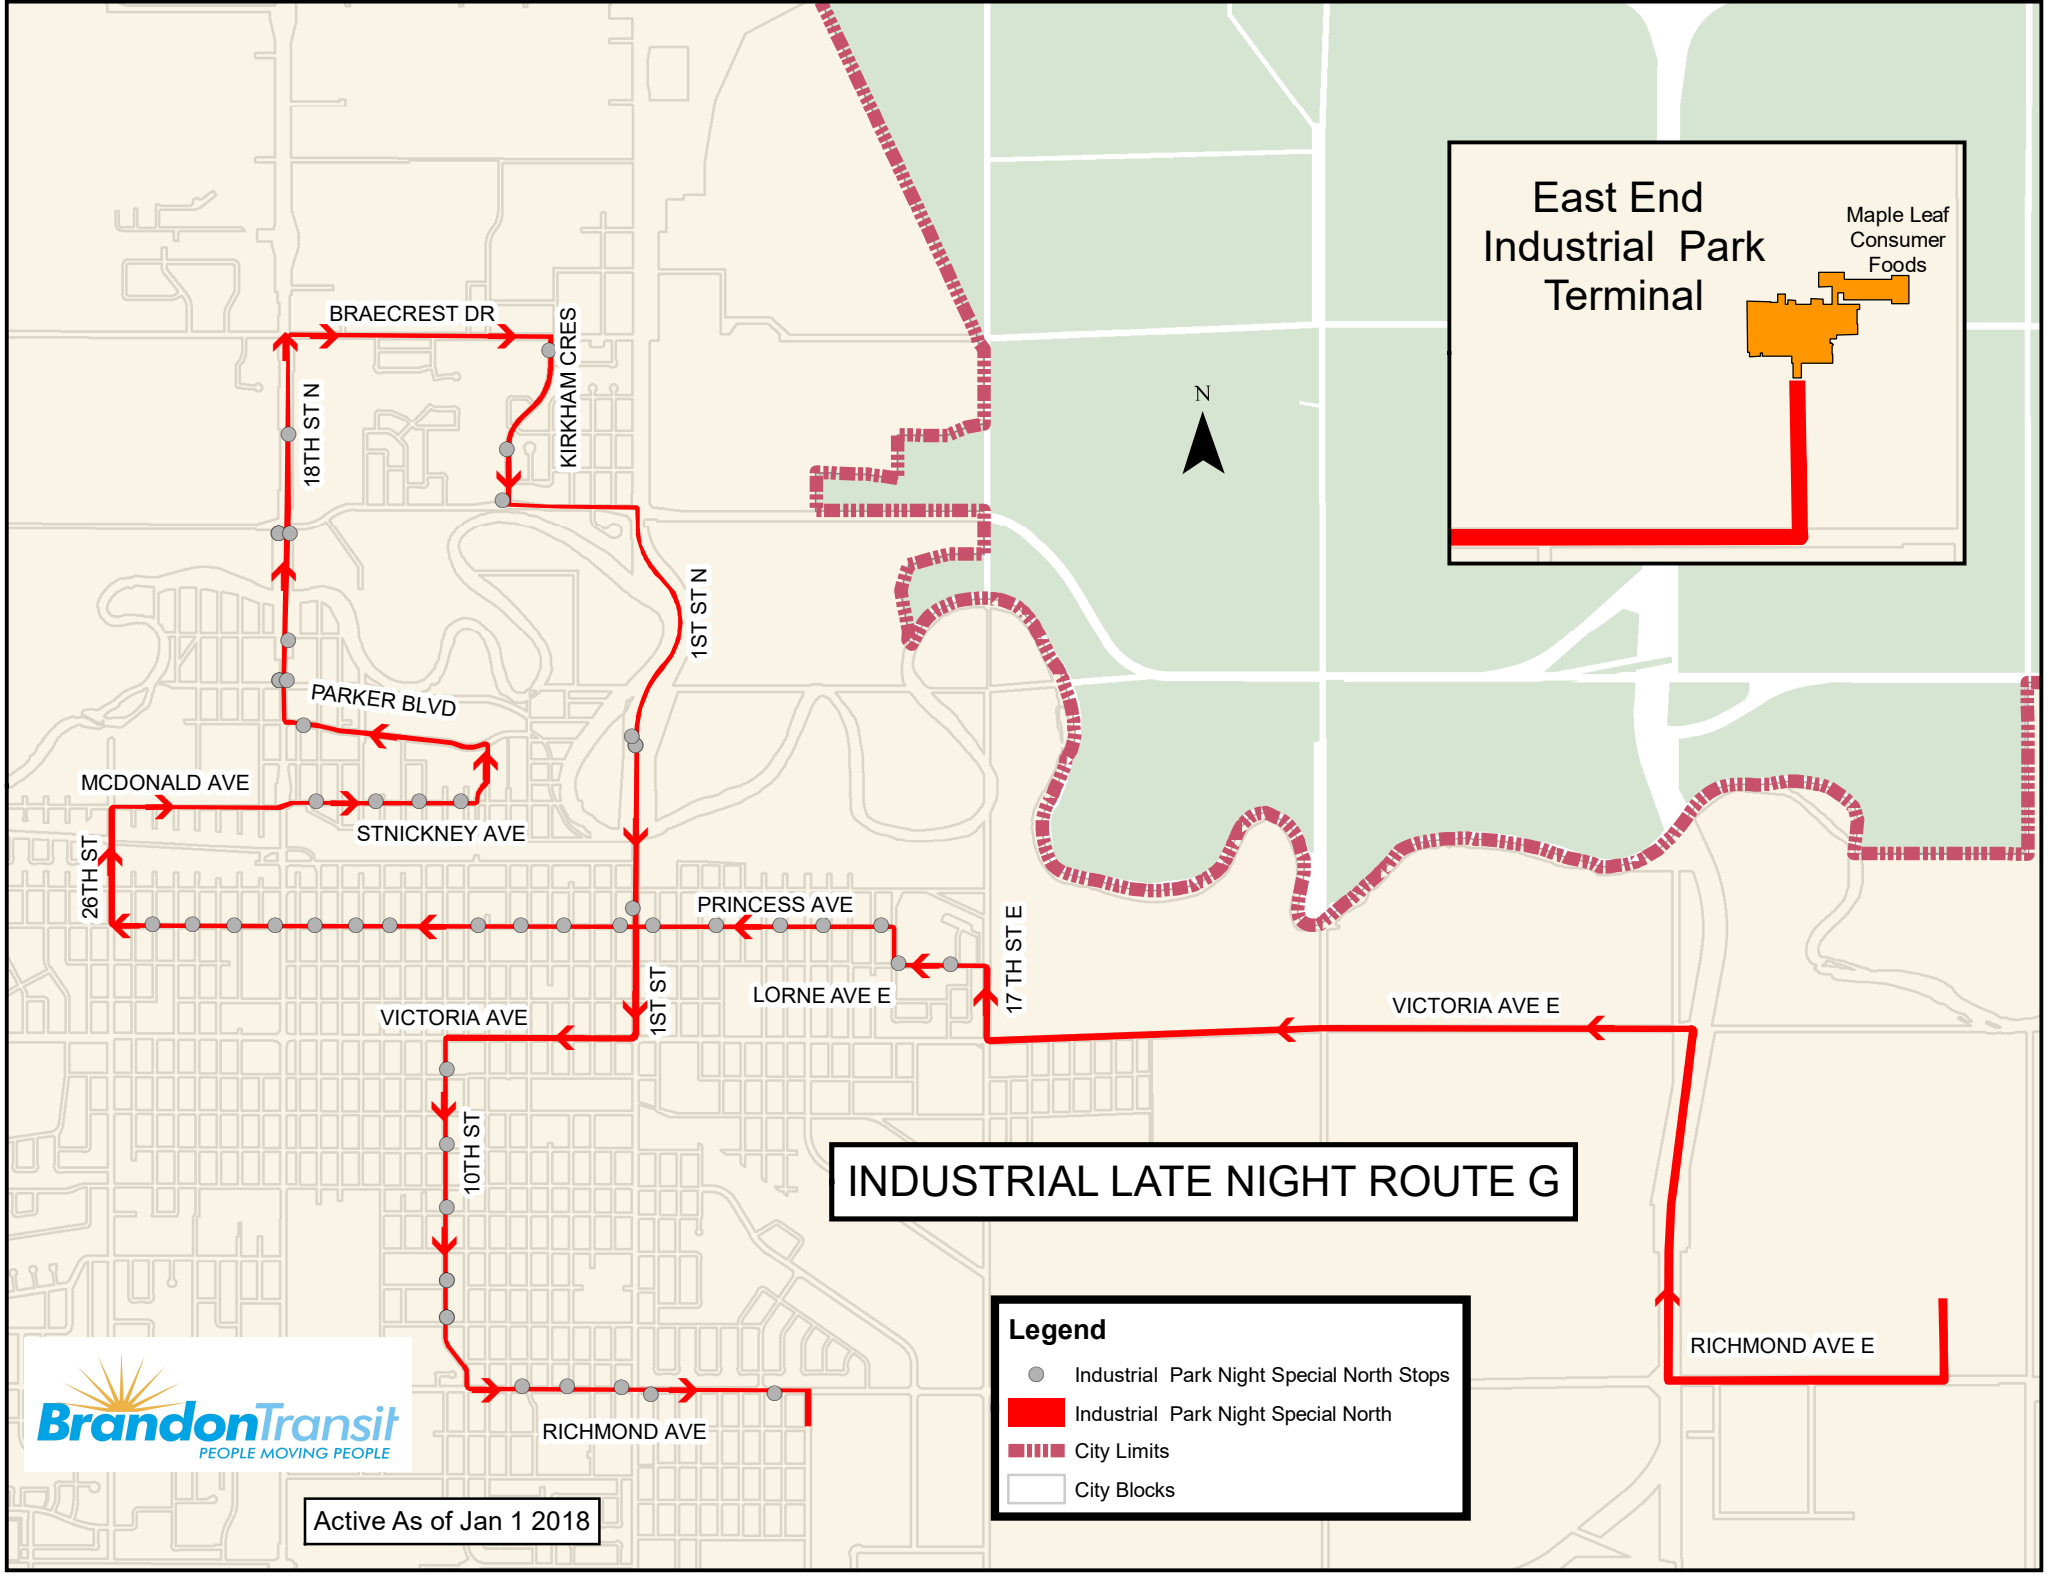 East End
Industrial Park
Terminal
Maple Leaf
Consumer
Foods
BRAECREST DR
KIRKHAM CRES
18TH ST N
N
1ST ST N
PARKER BLVD
MCDONALD AVE
STNICKNEY AVE
26TH ST
PRINCESS AVE
17 TH ST E
LORNE AVE E
1ST ST
VICTORIA AVE
VICTORIA AVE E
10TH ST
INDUSTRIAL LATE NIGHT ROUTE G
RICHMOND AVE E
RICHMOND AVE
Legend
Industrial Park Night Special North Stops
Industrial Park Night Special North
City Limits
City Blocks
BrandonTransit
PEOPLE MOVING PEOPLE
Active As of Jan 1 2018